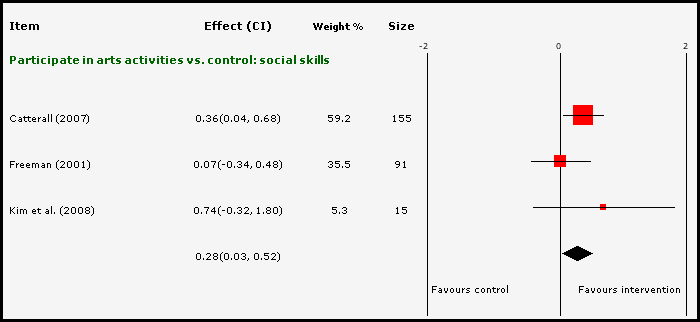 Item Effect (CI) Weight % Size
-2 0 2
Participate in arts activities vs. control: social skills
Catterall (2007) 0.36(0.04, 0.68) 59.2 155
Freeman (2001) 0.07(-0.34, 0.48) 35.5 91
Kim et al. (2008) 0.74(-0.32, 1.80) 5.3 15
0.28(0.03, 0.52)
Favours control Favours intervention